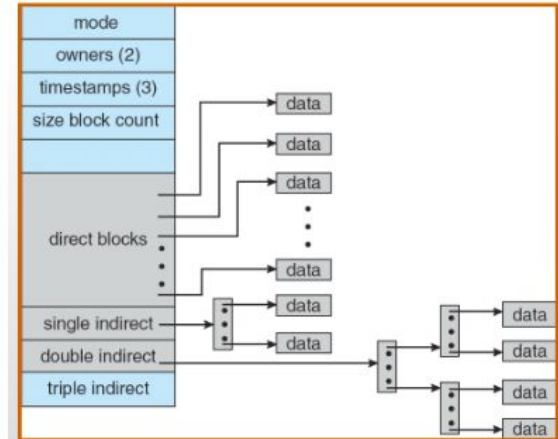 mode
owners (2)
timestamps (3)
size block count
data
data
data
direct blocks
data
single indirect
data
data
double indirect
data
data
triple indirect
data
data